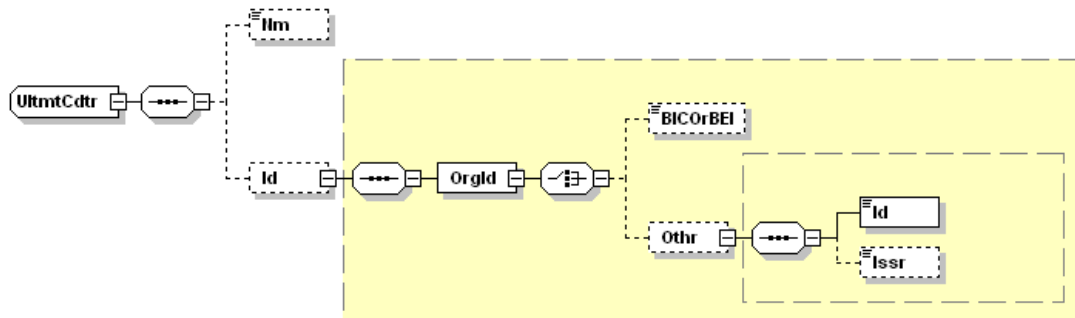 Nm
UltmtCdtr
BICOrBEI
Id
OrgId
Id
Othr
Issr